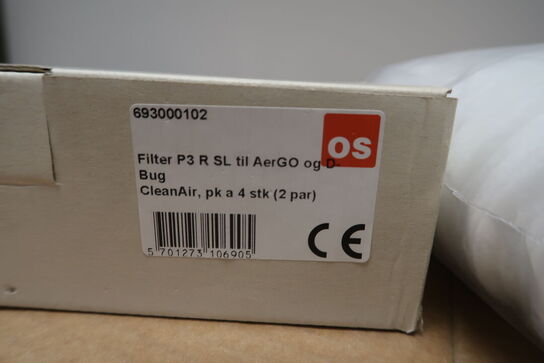 693000102
os
Filter P3 R SL til AerGO og D-
Bug
CleanAir, pk a 4 stk (2 par)
5 701273 106905
CE